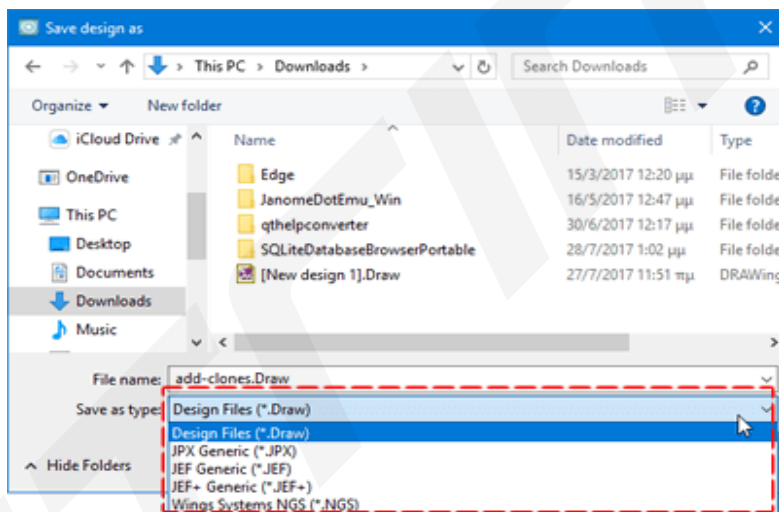 Save design as
This PC > Downloads >
Search Downloads
Organize
New folder
Name
Date modified
Type
iCloud Drive
OneDrive
This PC
Desktop
Documents
Downloads
Music
Edge 15/3/2017 12:20 μμ File folde
JanomeDotEmu_Win 16/5/2017 12:47 μμ File folde
qthelpconverter 30/6/2017 12:17 μμ File folde
SQLiteDatabaseBrowserPortable 28/7/2017 1:02 μμ File folde
[New design 1].Draw 27/7/2017 11:51 πμ DRAWing
File name: add-clones.Draw
Save as type: Design Files (*.Draw)
Design Files (*.Draw)
JPX Generic (*.JPX)
JEF Generic (*.JEF)
JEF+ Generic (*.JEF+)
Wings Systems NGS (*.NGS)
Hide Folders